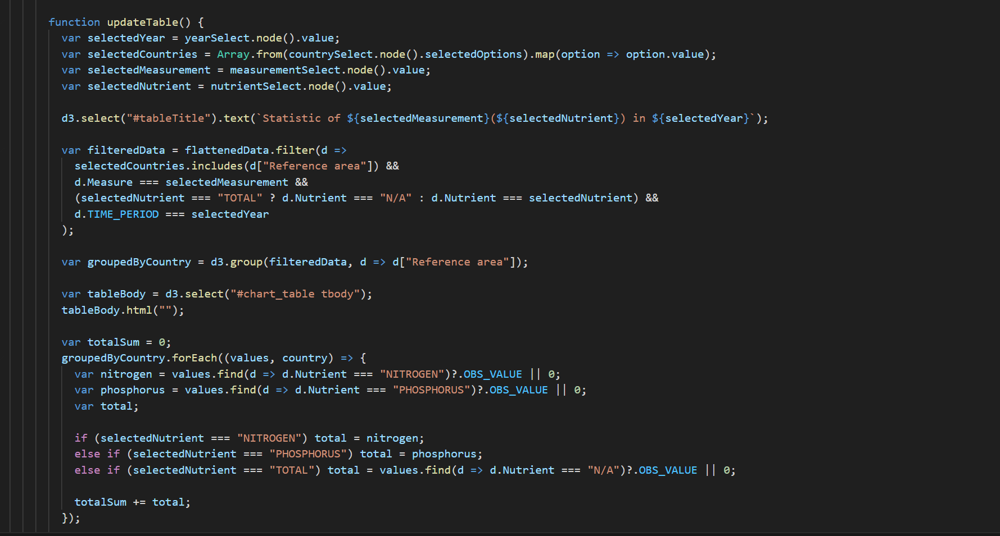 function updateTable() {
var selectedYear = yearSelect.node().value;
var selectedCountries = Array.from(countrySelect.node().selectedOptions).map(option => option.value);
var selectedMeasurement = measurementSelect.node().value;
var selectedNutrient = nutrientSelect.node().value;
d3.select("#tableTitle").text(`Statistic of ${selectedMeasurement}(${selectedNutrient}) in ${selectedYear}`);
var filteredData = flattenedData.filter(d =>
selectedCountries.includes(d["Reference area"]) &&
d.Measure === selectedMeasurement &&
(selectedNutrient === "TOTAL" ? d.Nutrient === "N/A" : d.Nutrient === selectedNutrient) &&
d.TIME_PERIOD === selectedYear
);
var groupedByCountry = d3.group(filteredData, d => d["Reference area"]);
var tableBody = d3.select("#chart_table tbody");
tableBody.html("");
var totalSum = 0;
groupedByCountry.forEach((values, country) => {
var nitrogen = values.find(d => d.Nutrient === "NITROGEN")?.OBS_VALUE || 0;
var phosphorus = values.find(d => d.Nutrient === "PHOSPHORUS")?.OBS_VALUE || 0;
var total;
if (selectedNutrient === "NITROGEN") total = nitrogen;
else if (selectedNutrient === "PHOSPHORUS") total = phosphorus;
else if (selectedNutrient === "TOTAL") total = values.find(d => d.Nutrient === "N/A")?.OBS_VALUE || 0;
totalSum += total;
});